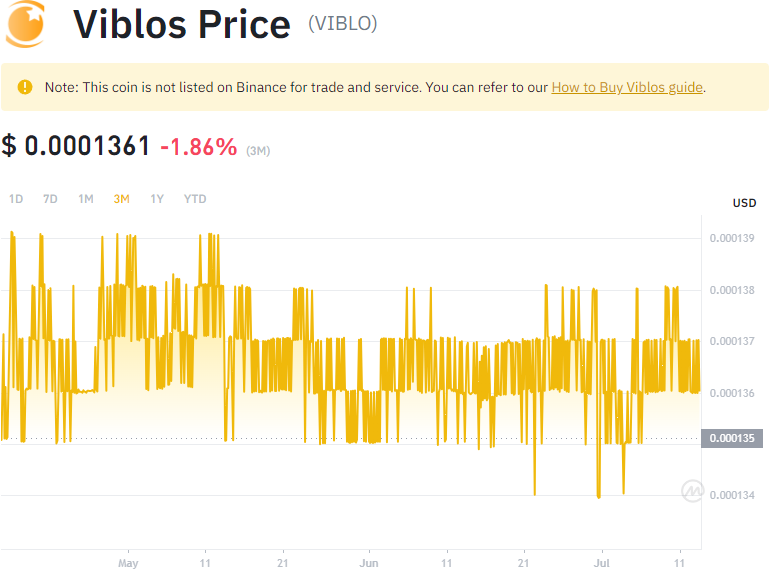 Viblos Price (VIBLO)
Note: This coin is not listed on Binance for trade and service. You can refer to our How to Buy Viblos guide.
$ 0.0001361 -1.86% (3M)
1D 7D 1M 3M 1Y YTD
USD
0.000139
0.000138
0.000137
0.000136
0.000135
0.000134
May 11 21 Jun 11 21 Jul 11